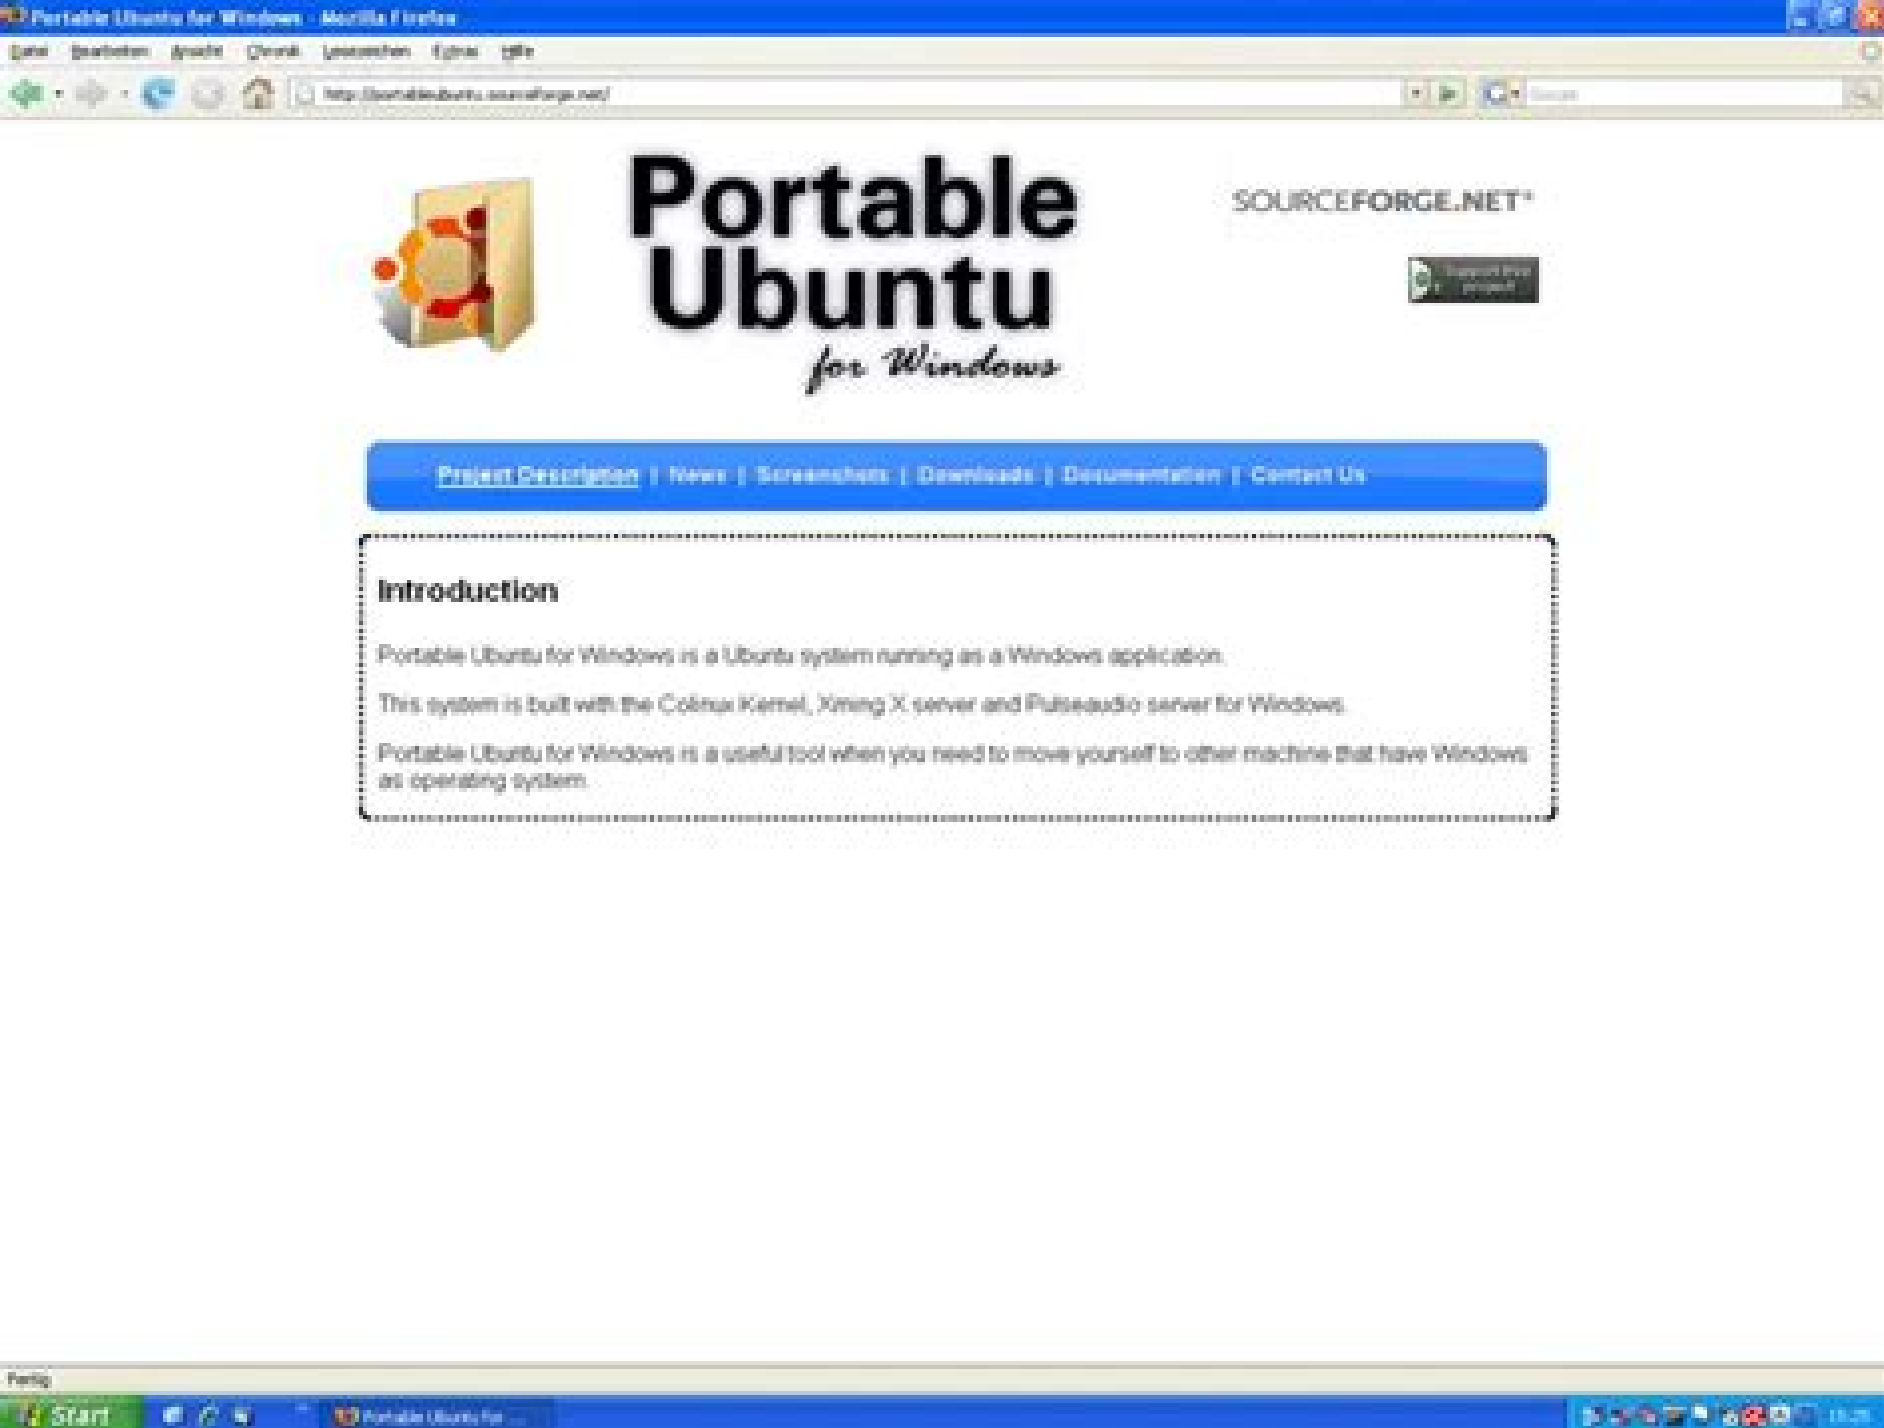 Portable Ubuntu for Windows - Mozilla Firefox
Datei Bearbeiten Ansicht Chronik Lesezeichen Extras Hilfe
http://portableubuntu.sourceforge.net/
Google
Portable
Ubuntu
for Windows
SOURCEFORGE.NET®
Support this
project
Project Description | News | Screenshots | Downloads | Documentation | Contact Us
Introduction
Portable Ubuntu for Windows is a Ubuntu system running as a Windows application.
This system is built with the Colinux Kernel, Xming X server and Pulseaudio server for Windows.
Portable Ubuntu for Windows is a useful tool when you need to move yourself to other machine that have Windows
as operating system.
Fertig
Start
Portable Ubuntu for ...